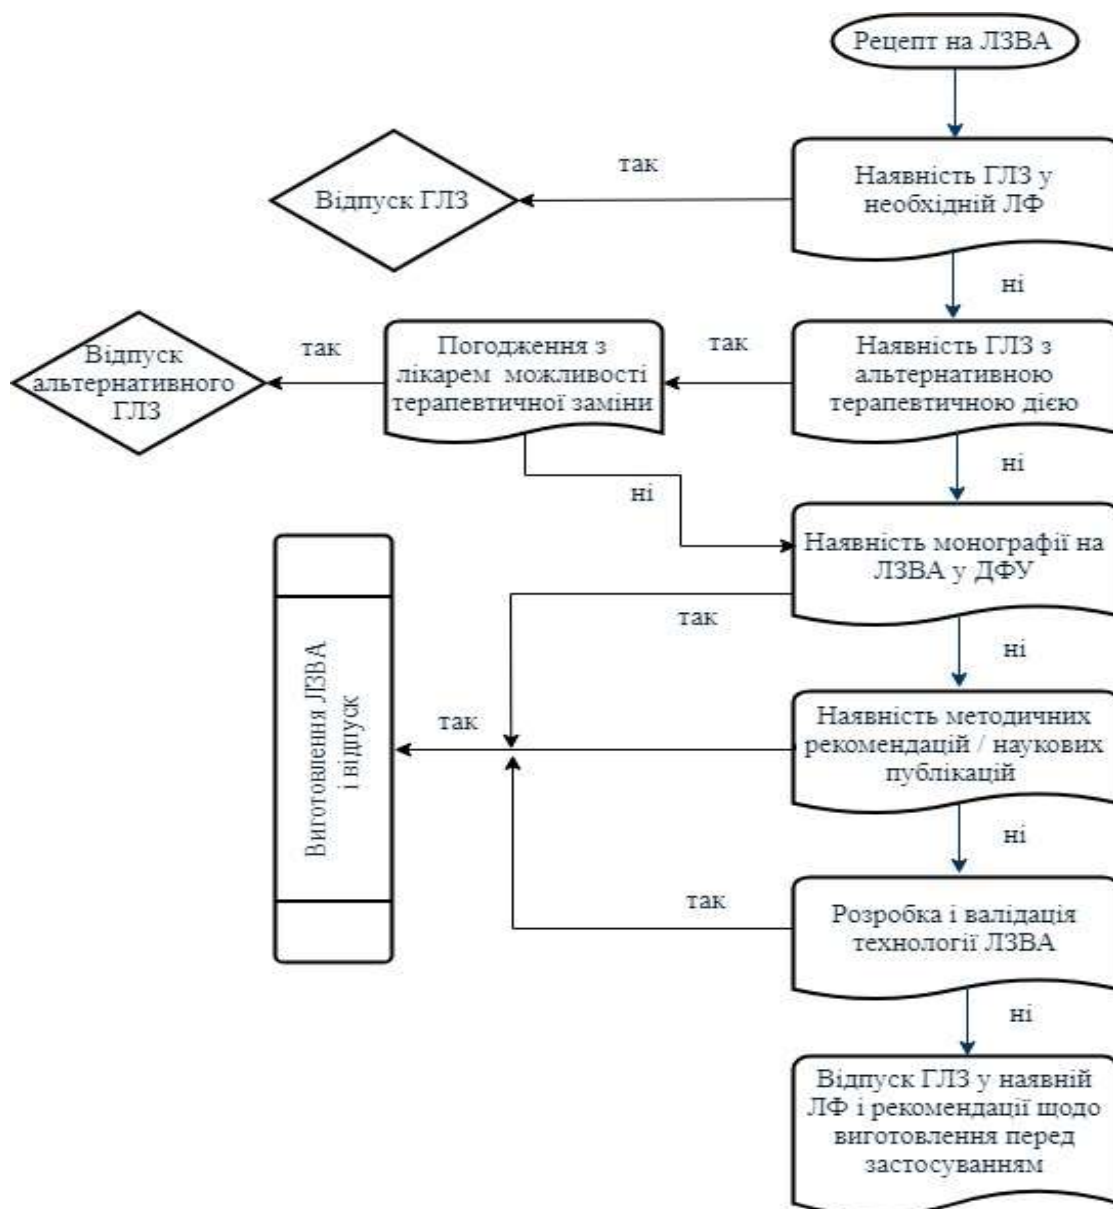 Рецепт на ЛЗВА
так
Наявність ГЛЗ у
необхідній ЛФ
Відпуск ГЛЗ
ні
Відпуск
альтернативного
ГЛЗ
так
Погодження з
лікарем можливості
терапевтичної заміни
так
Наявність ГЛЗ з
альтернативною
терапевтичною дією
ні
ні
Наявність монографії на
ЛЗВА у ДФУ
так
ні
Виготовлення ЛЗВА
і відпуск
так
Наявність методичних
рекомендацій / наукових
публікацій
ні
так
Розробка і валідація
технології ЛЗВА
ні
Відпуск ГЛЗ у наявній
ЛФ і рекомендації щодо
виготовлення перед
застосуванням